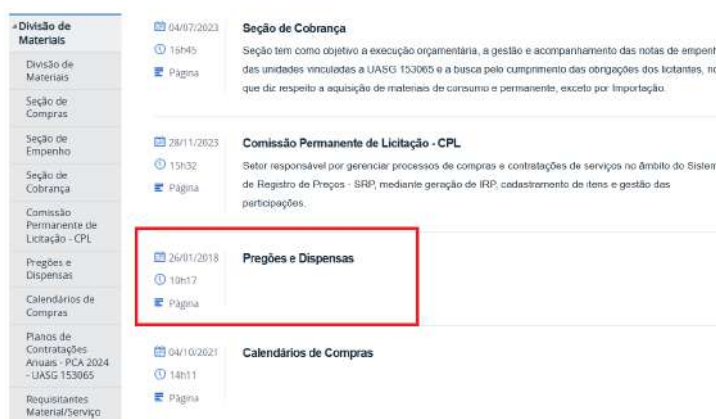 Divisão de
Materiais
Divisão de
Materiais
Seção de
Compras
Seção de
Empenho
Seção de
Cobrança
Comissão
Permanente de
Licitação - CPL
Pregões e
Dispensas
Calendários de
Compras
Planos de
Contratações
Anuais - PCA 2024
- UASG 153065
Requisitantes
Material/Serviço
04/07/2023
16h45
Página
Seção de Cobrança
Seção tem como objetivo a execução orçamentária, a gestão e acompanhamento das notas de empenh
das unidades vinculadas a UASG 153065 e a busca pelo cumprimento das obrigações dos licitantes, no
que diz respeito a aquisição de materiais de consumo e permanente, exceto por Importação.
28/11/2023
15h32
Página
Comissão Permanente de Licitação - CPL
Setor responsável por gerenciar processos de compras e contratações de serviços no âmbito do Sistem
de Registro de Preços - SRP, mediante geração de IRP, cadastramento de itens e gestão das
participações.
26/01/2018
10h17
Página
Pregões e Dispensas
04/10/2021
14h11
Página
Calendários de Compras